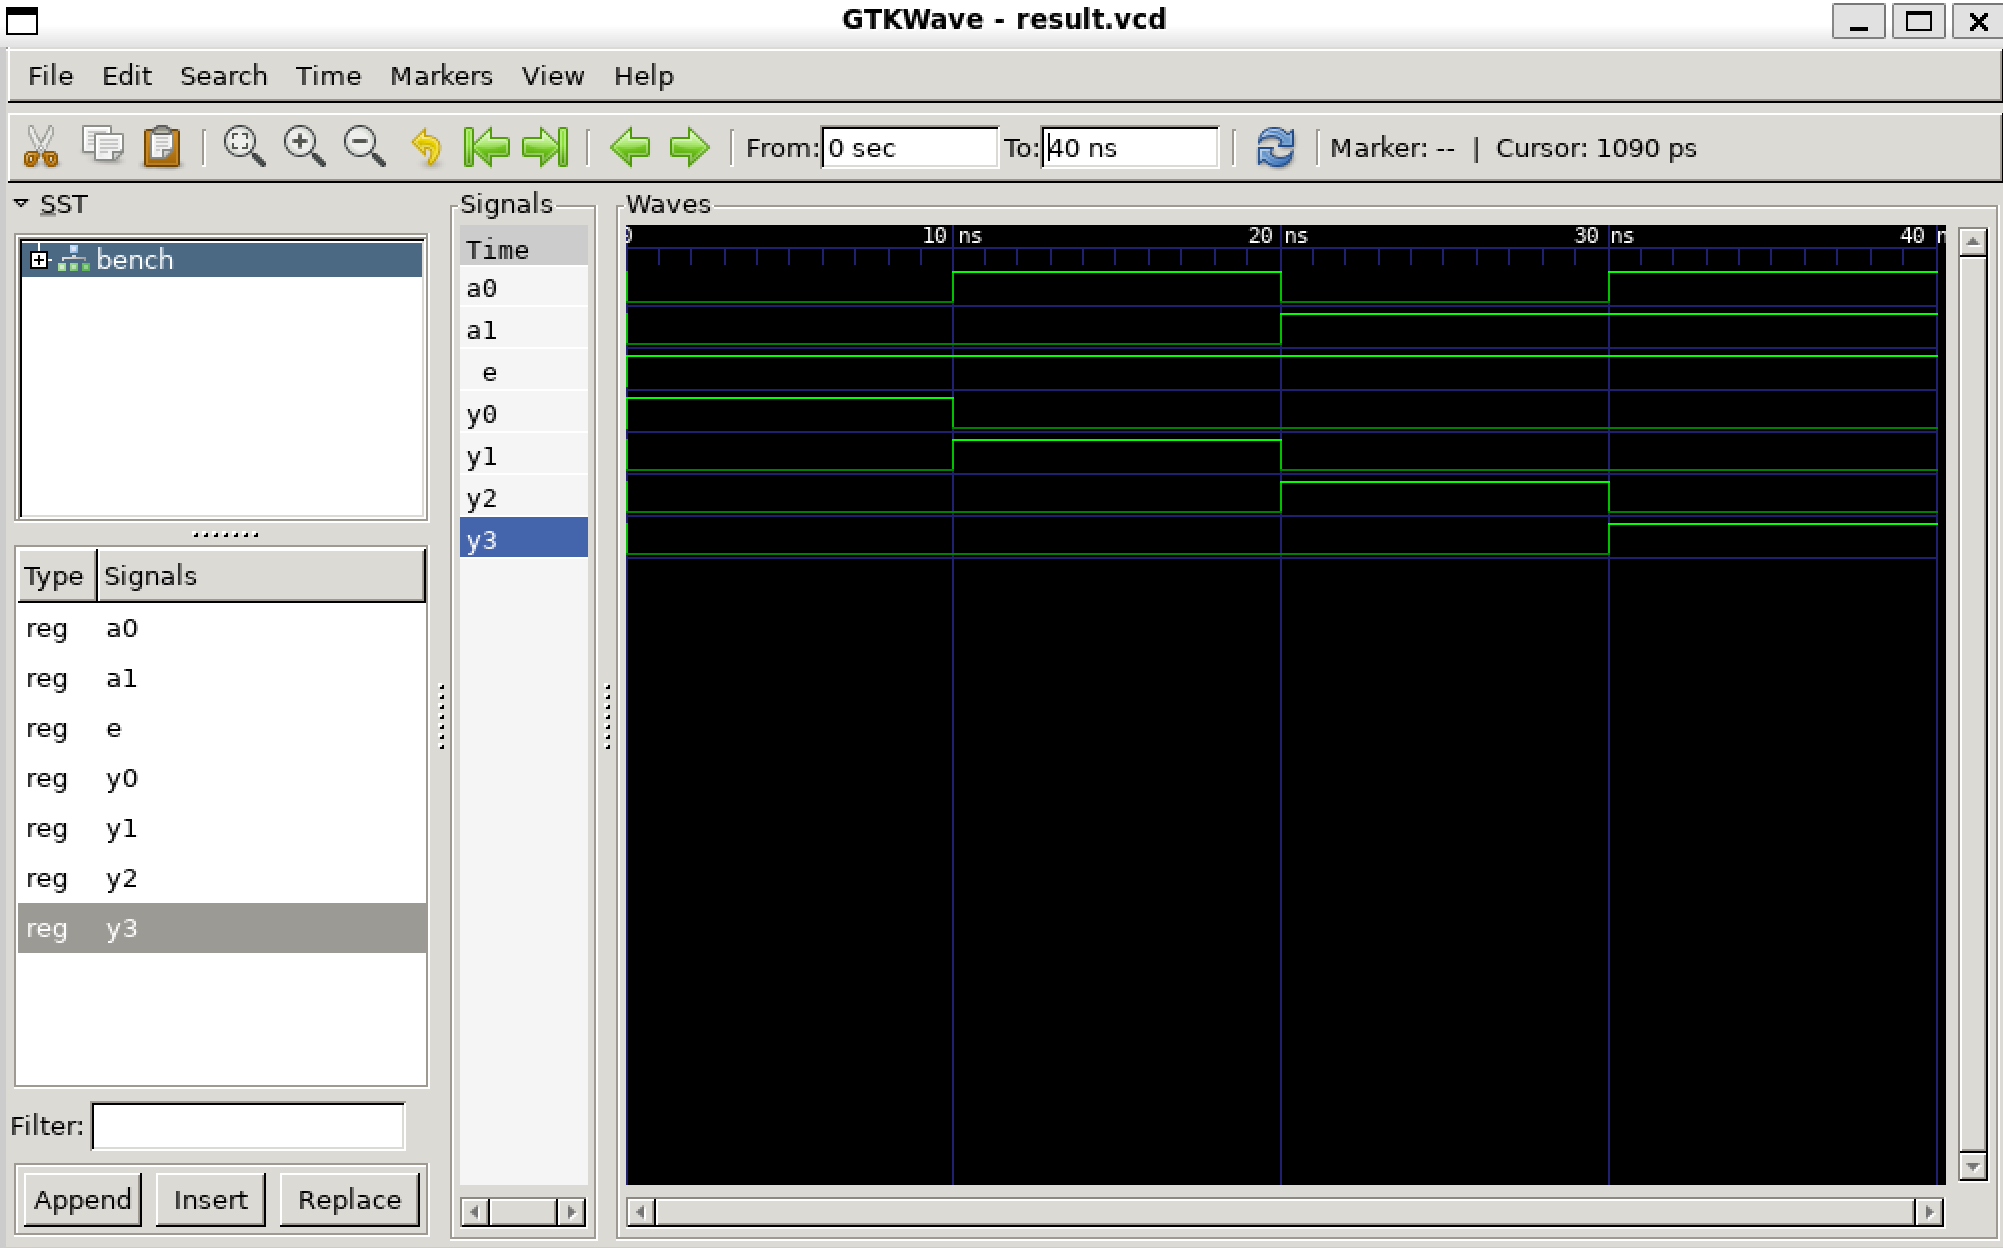 GTKWave - result.vcd
File Edit Search Time Markers View Help
From: 0 sec To: 40 ns Marker: -- | Cursor: 1090 ps
SST
bench
Type Signals
reg a0
reg a1
reg e
reg y0
reg y1
reg y2
reg y3
Filter:
Append Insert Replace
Signals
Time
a0
a1
e
y0
y1
y2
y3
Waves
0 10 ns 20 ns 30 ns 40 n